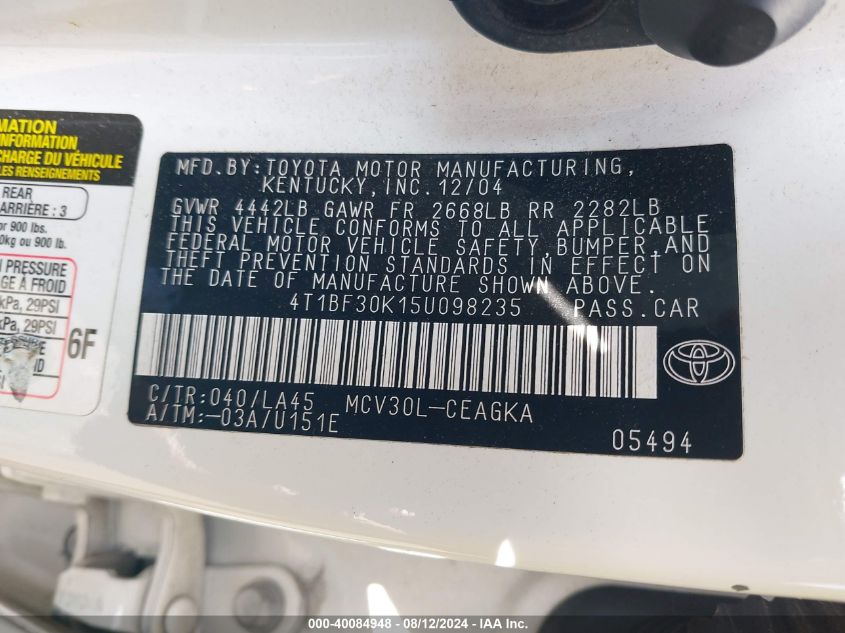 MATION
INFORMATION
CHARGE DU VÉHICULE
LES RENSEIGNEMENTS
REAR
ARRIÈRE : 3
900 lbs.
0kg ou 900 lb.
PRESSURE
GE À FROID
kPa, 29PSI
kPa, 29PSI
6F
MFD.BY:TOYOTA MOTOR MANUFACTURING,
KENTUCKY,INC.12/04
GVWR 4442LB GAWR FR 2668LB RR 2282LB
THIS VEHICLE CONFORMS TO ALL APPLICABLE
FEDERAL MOTOR VEHICLE SAFETY,BUMPER,AND
THEFT PREVENTION STANDARDS IN EFFECT ON
THE DATE OF MANUFACTURE SHOWN ABOVE.
4T1BF30K15U098235 PASS.CAR
C/TR:040/LA45 MCV30L-CEAGKA
A/TM:-03A/U151E
05494
000-40084948 - 08/12/2024 - IAA Inc.